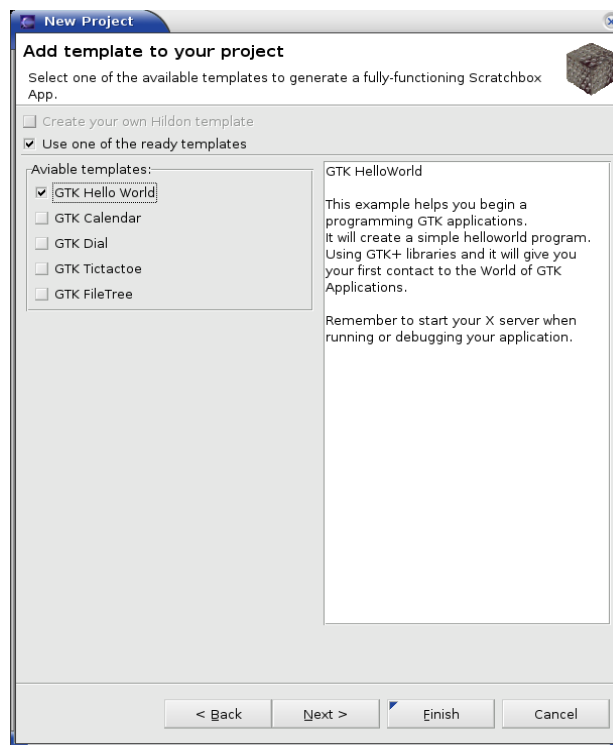 New Project
Add template to your project
Select one of the available templates to generate a fully-functioning Scratchbox
App.
Create your own Hildon template
Use one of the ready templates
Aviable templates:
GTK Hello World
GTK Calendar
GTK Dial
GTK Tictactoe
GTK FileTree
GTK HelloWorld
This example helps you begin a
programming GTK applications.
It will create a simple helloworld program.
Using GTK+ libraries and it will give you
your first contact to the World of GTK
Applications.
Remember to start your X server when
running or debugging your application.
< Back
Next >
Finish
Cancel